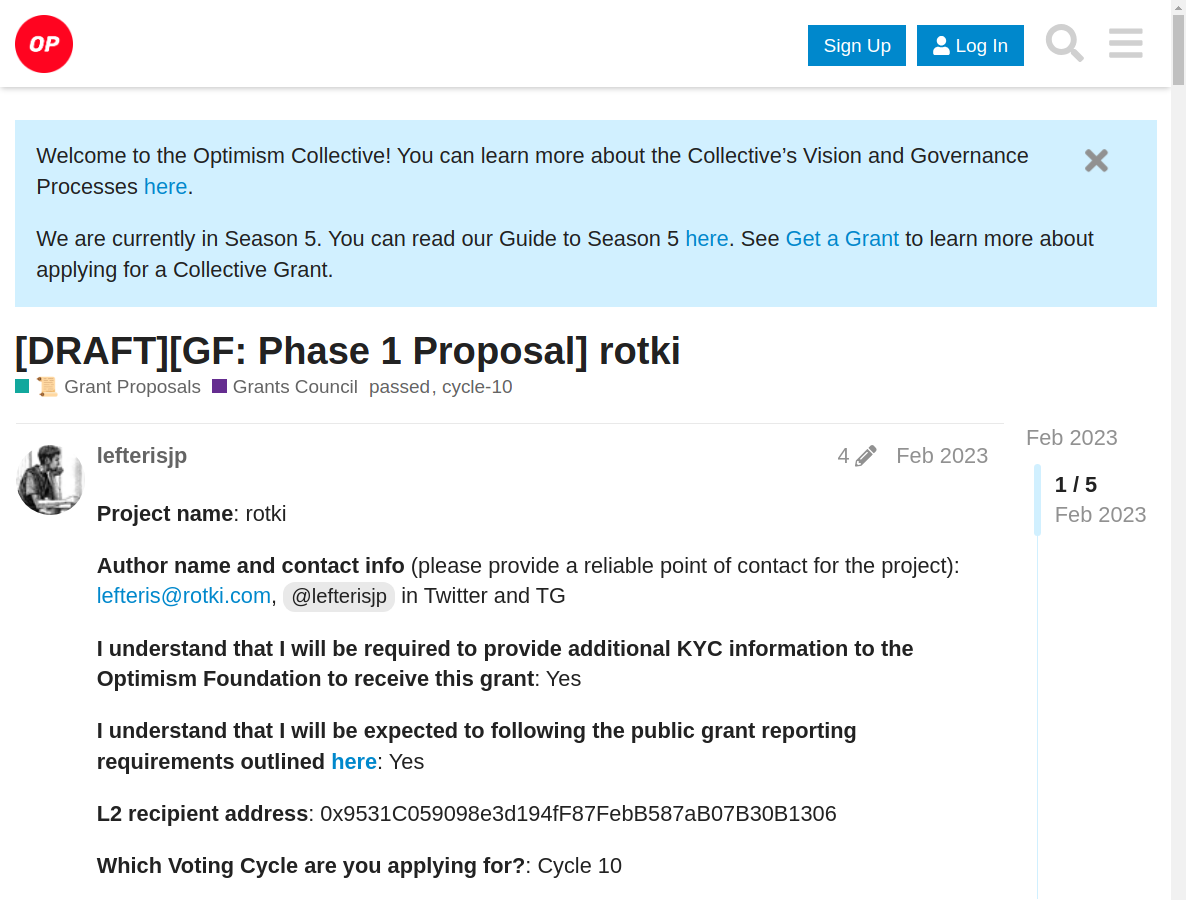 OP
Sign Up
Log In
Welcome to the Optimism Collective! You can learn more about the Collective’s Vision and Governance
Processes here.
We are currently in Season 5. You can read our Guide to Season 5 here. See Get a Grant to learn more about
applying for a Collective Grant.
[DRAFT][GF: Phase 1 Proposal] rotki
Grant Proposals Grants Council passed, cycle-10
lefterisjp 4 Feb 2023
Feb 2023
1 / 5
Feb 2023
Project name: rotki
Author name and contact info (please provide a reliable point of contact for the project):
lefteris@rotki.com, @lefterisjp in Twitter and TG
I understand that I will be required to provide additional KYC information to the
Optimism Foundation to receive this grant: Yes
I understand that I will be expected to following the public grant reporting
requirements outlined here: Yes
L2 recipient address: 0x9531C059098e3d194fF87FebB587aB07B30B1306
Which Voting Cycle are you applying for?: Cycle 10